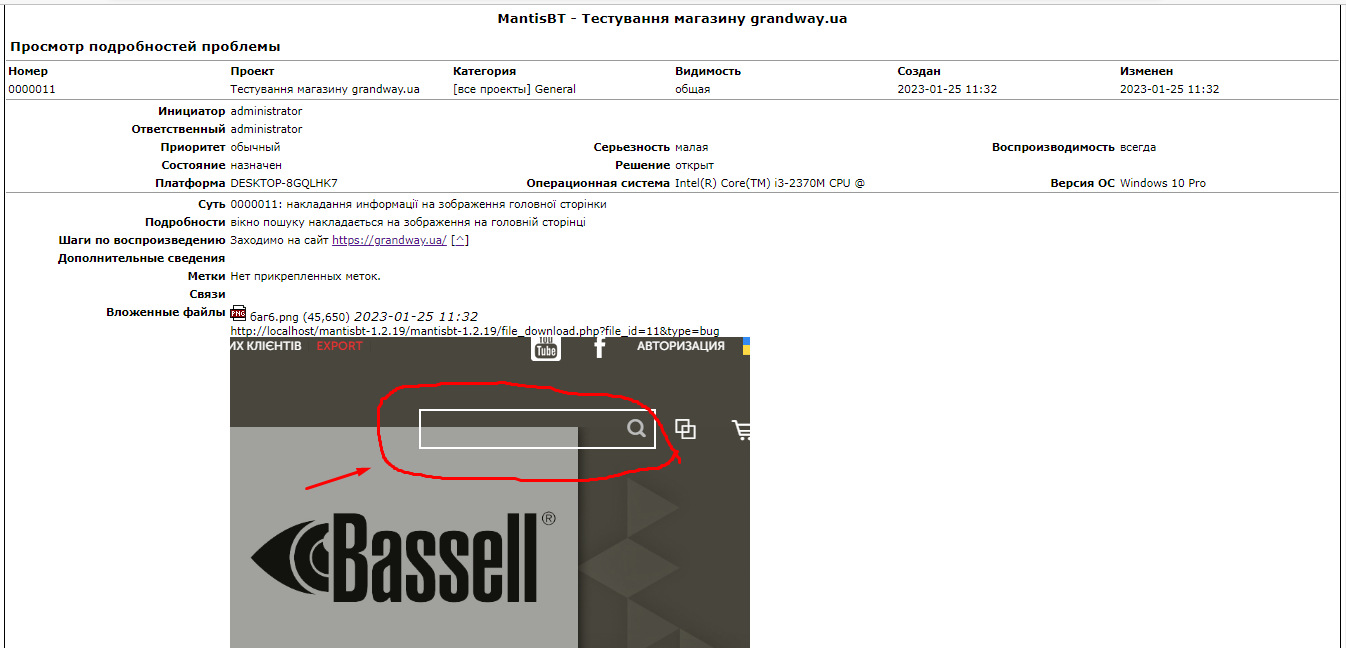 MantisBT - Тестування магазину grandway.ua
Просмотр подробностей проблемы
Номер Проект Категория Видимость Создан Изменен
0000011 Тестування магазину grandway.ua [все проекты] General общая 2023-01-25 11:32 2023-01-25 11:32
Инициатор administrator
Ответственный administrator
Приоритет обычный Серьезность малая Воспроизводимость всегда
Состояние назначен Решение открыт
Платформа DESKTOP-8GQLHK7 Операционная система Intel(R) Core(TM) i3-2370M CPU @ Версия ОС Windows 10 Pro
Суть 0000011: накладання информації на зображення головної сторінки
Подробности вікно пошуку накладається на зображення на головній сторінці
Шаги по воспроизведению Заходимо на сайт https://grandway.ua/ [^]
Дополнительные сведения
Метки Нет прикрепленных меток.
Связи
Вложенные файлы PNG баг6.png (45,650) 2023-01-25 11:32
http://localhost/mantisbt-1.2.19/mantisbt-1.2.19/file_download.php?file_id=11&type=bug
ИХ КЛІЄНТІВ EXPORT You Tube f АВТОРИЗАЦИЯ
Bassell ®